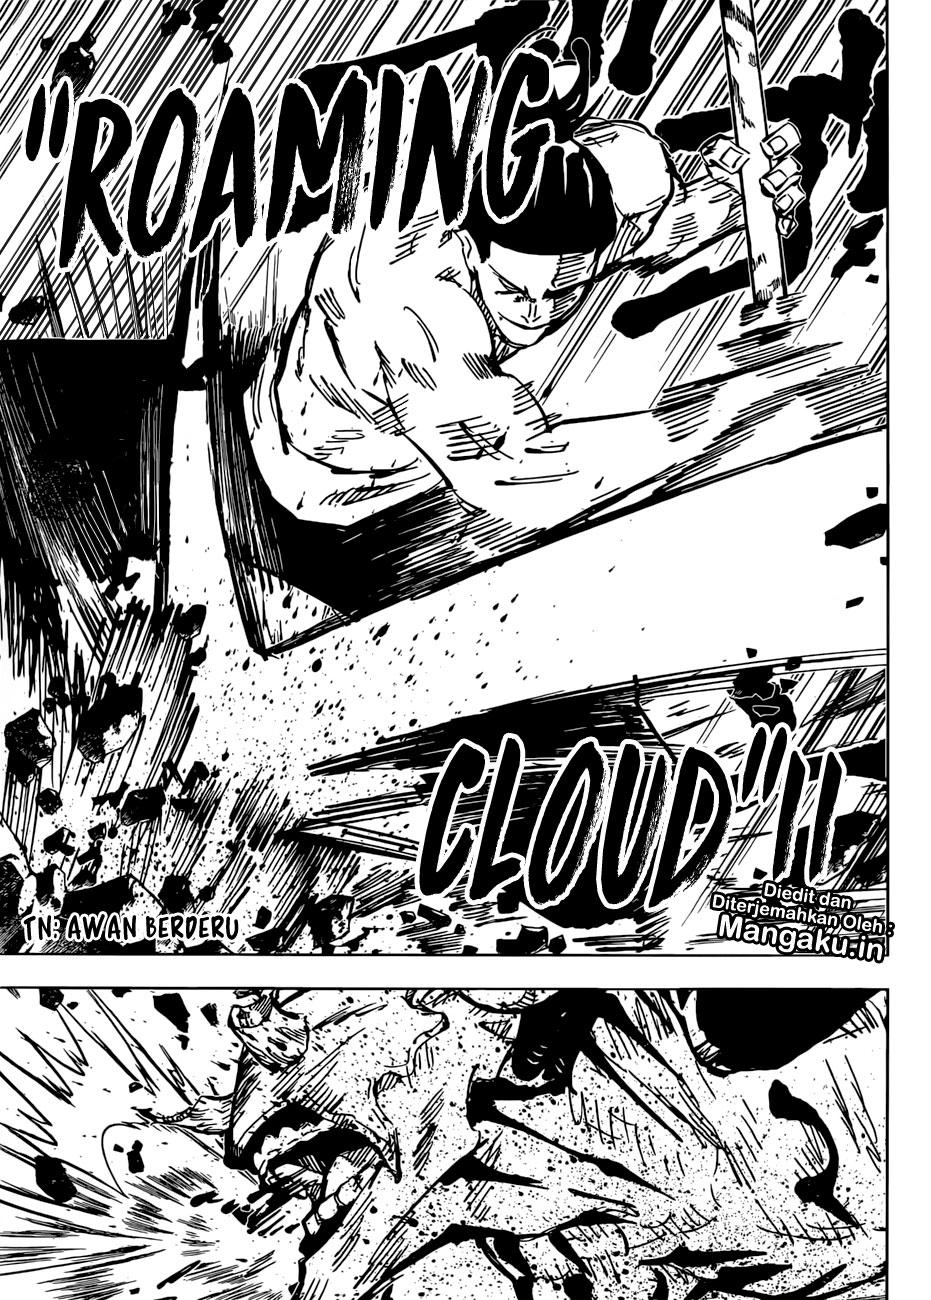 "ROAMING
CLOUD"!!
TN: AWAN BERDERU
Diedit dan
Diterjemahkan Oleh :
Mangaku.in